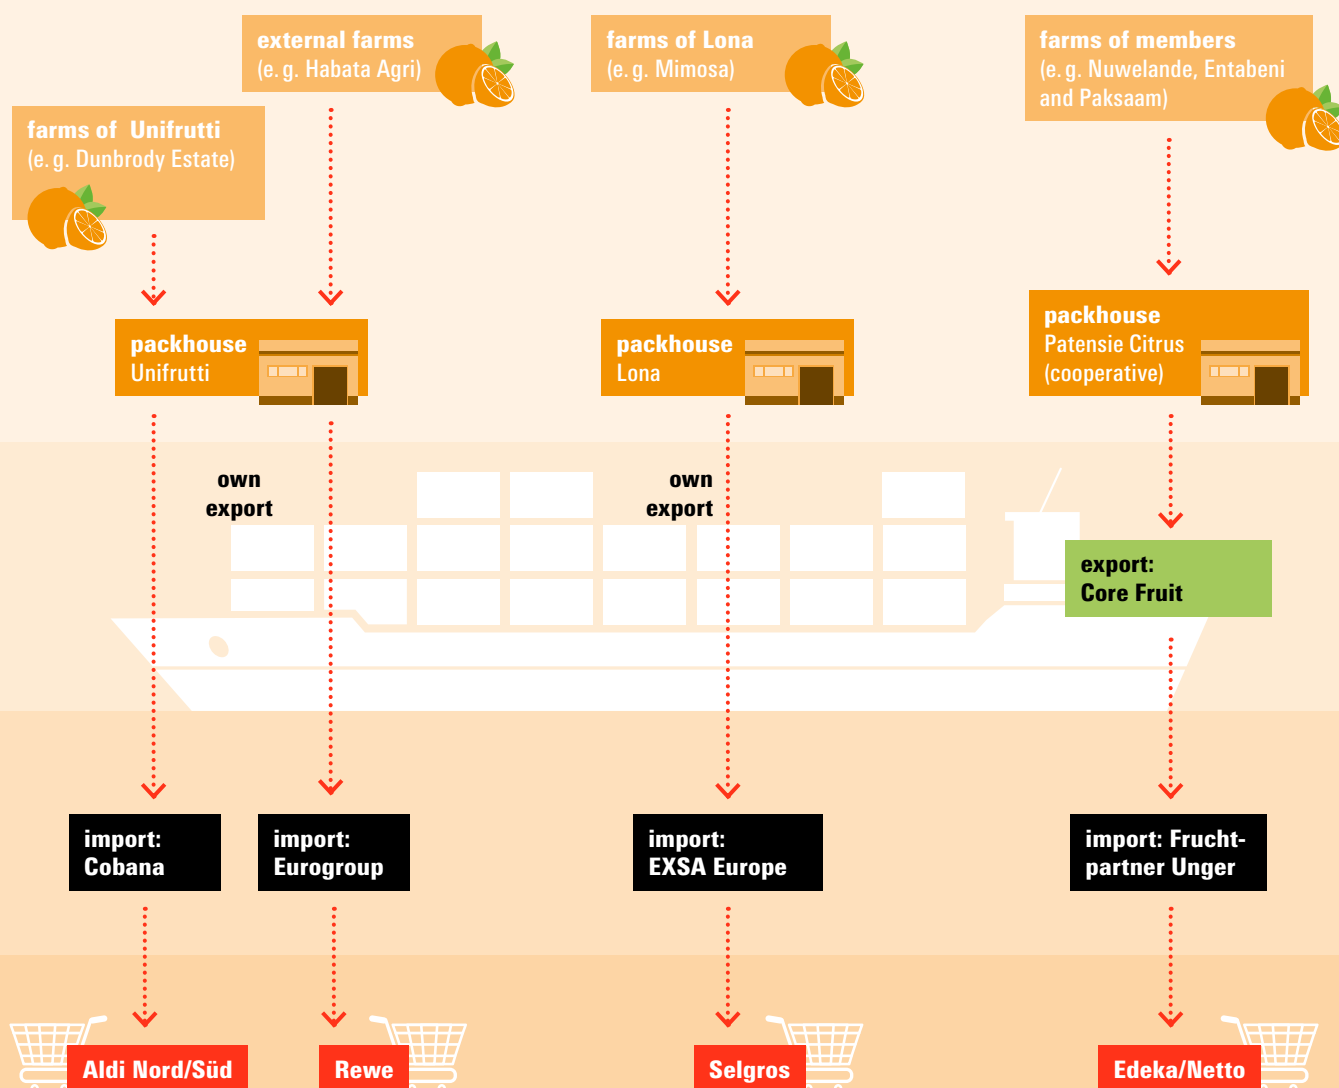 external farms
(e. g. Habata Agri)
farms of Lona
(e. g. Mimosa)
farms of members
(e. g. Nuwelande, Entabeni
and Paksaam)
farms of Unifrutti
(e. g. Dunbrody Estate)
packhouse
Unifrutti
packhouse
Lona
packhouse
Patensie Citrus
(cooperative)
own
export
own
export
export:
Core Fruit
import:
Cobana
import:
Eurogroup
import:
EXSA Europe
import: Frucht-
partner Unger
Aldi Nord/Süd
Rewe
Selgros
Edeka/Netto